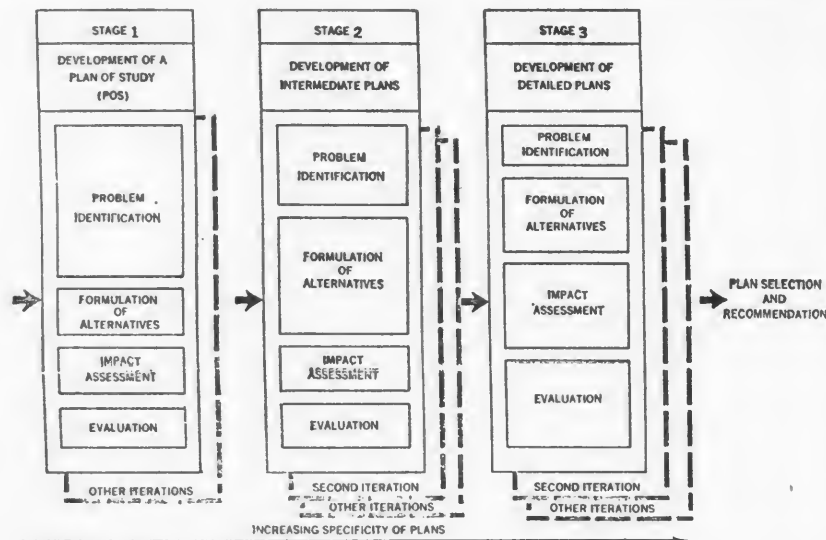 STAGE 1
DEVELOPMENT OF A
PLAN OF STUDY
(POS)
PROBLEM
IDENTIFICATION
FORMULATION
OF
ALTERNATIVES
IMPACT
ASSESSMENT
EVALUATION
OTHER ITERATIONS
STAGE 2
DEVELOPMENT OF
INTERMEDIATE PLANS
PROBLEM
IDENTIFICATION
FORMULATION
OF
ALTERNATIVES
IMPACT
ASSESSMENT
EVALUATION
SECOND ITERATION
OTHER ITERATIONS
STAGE 3
DEVELOPMENT OF
DETAILED PLANS
PROBLEM
IDENTIFICATION
FORMULATION
OF
ALTERNATIVES
IMPACT
ASSESSMENT
EVALUATION
SECOND ITERATION
OTHER ITERATIONS
PLAN SELECTION
AND
RECOMMENDATION
INCREASING SPECIFICITY OF PLANS